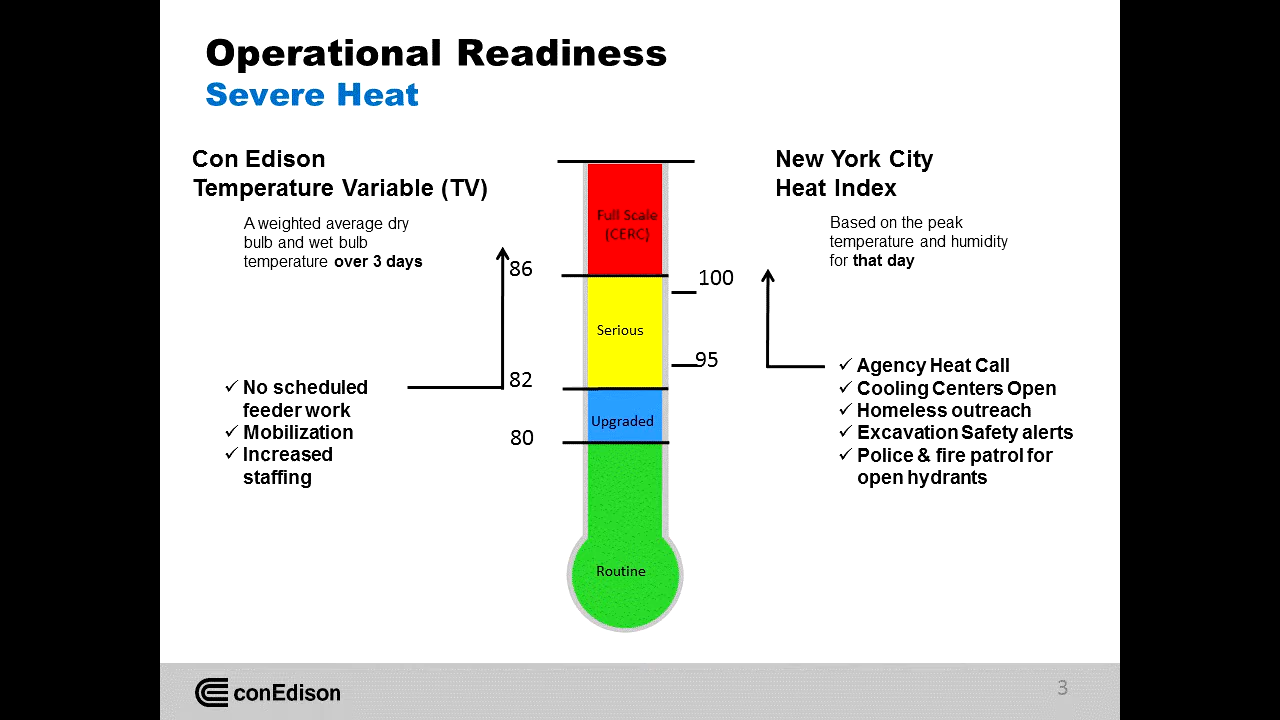 Operational Readiness
Severe Heat
Con Edison
Temperature Variable (TV)
A weighted average dry
bulb and wet bulb
temperature over 3 days
✓ No scheduled
feeder work
✓ Mobilization
✓ Increased
staffing
86
82
80
Full Scale
(CERC)
Serious
Upgraded
Routine
100
95
New York City
Heat Index
Based on the peak
temperature and humidity
for that day
✓ Agency Heat Call
✓ Cooling Centers Open
✓ Homeless outreach
✓ Excavation Safety alerts
✓ Police & fire patrol for
open hydrants
conEdison
3